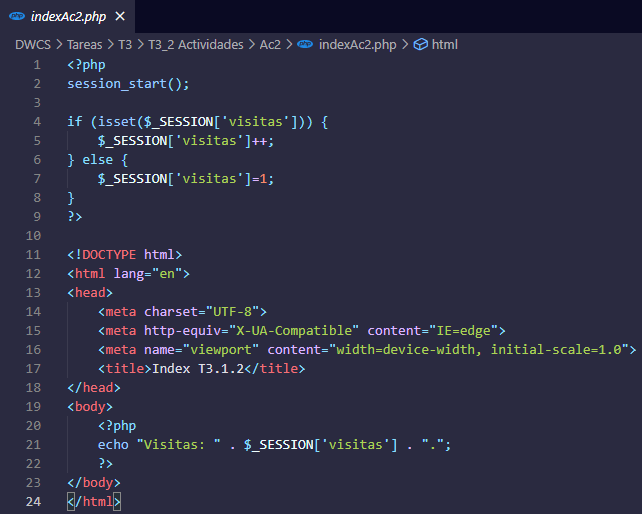 indexAc2.php ×
DWCS > Tareas > T3 > T3_2 Actividades > Ac2 > php indexAc2.php > html
1 <?php
2 session_start();
3
4 if (isset($_SESSION['visitas'])) {
5     $_SESSION['visitas']++;
6 } else {
7     $_SESSION['visitas']=1;
8 }
9 ?>
10
11 <!DOCTYPE html>
12 <html lang="en">
13 <head>
14     <meta charset="UTF-8">
15     <meta http-equiv="X-UA-Compatible" content="IE=edge">
16     <meta name="viewport" content="width=device-width, initial-scale=1.0">
17     <title>Index T3.1.2</title>
18 </head>
19 <body>
20     <?php
21     echo "Visitas: " . $_SESSION['visitas'] . ".";
22     ?>
23 </body>
24 </html>